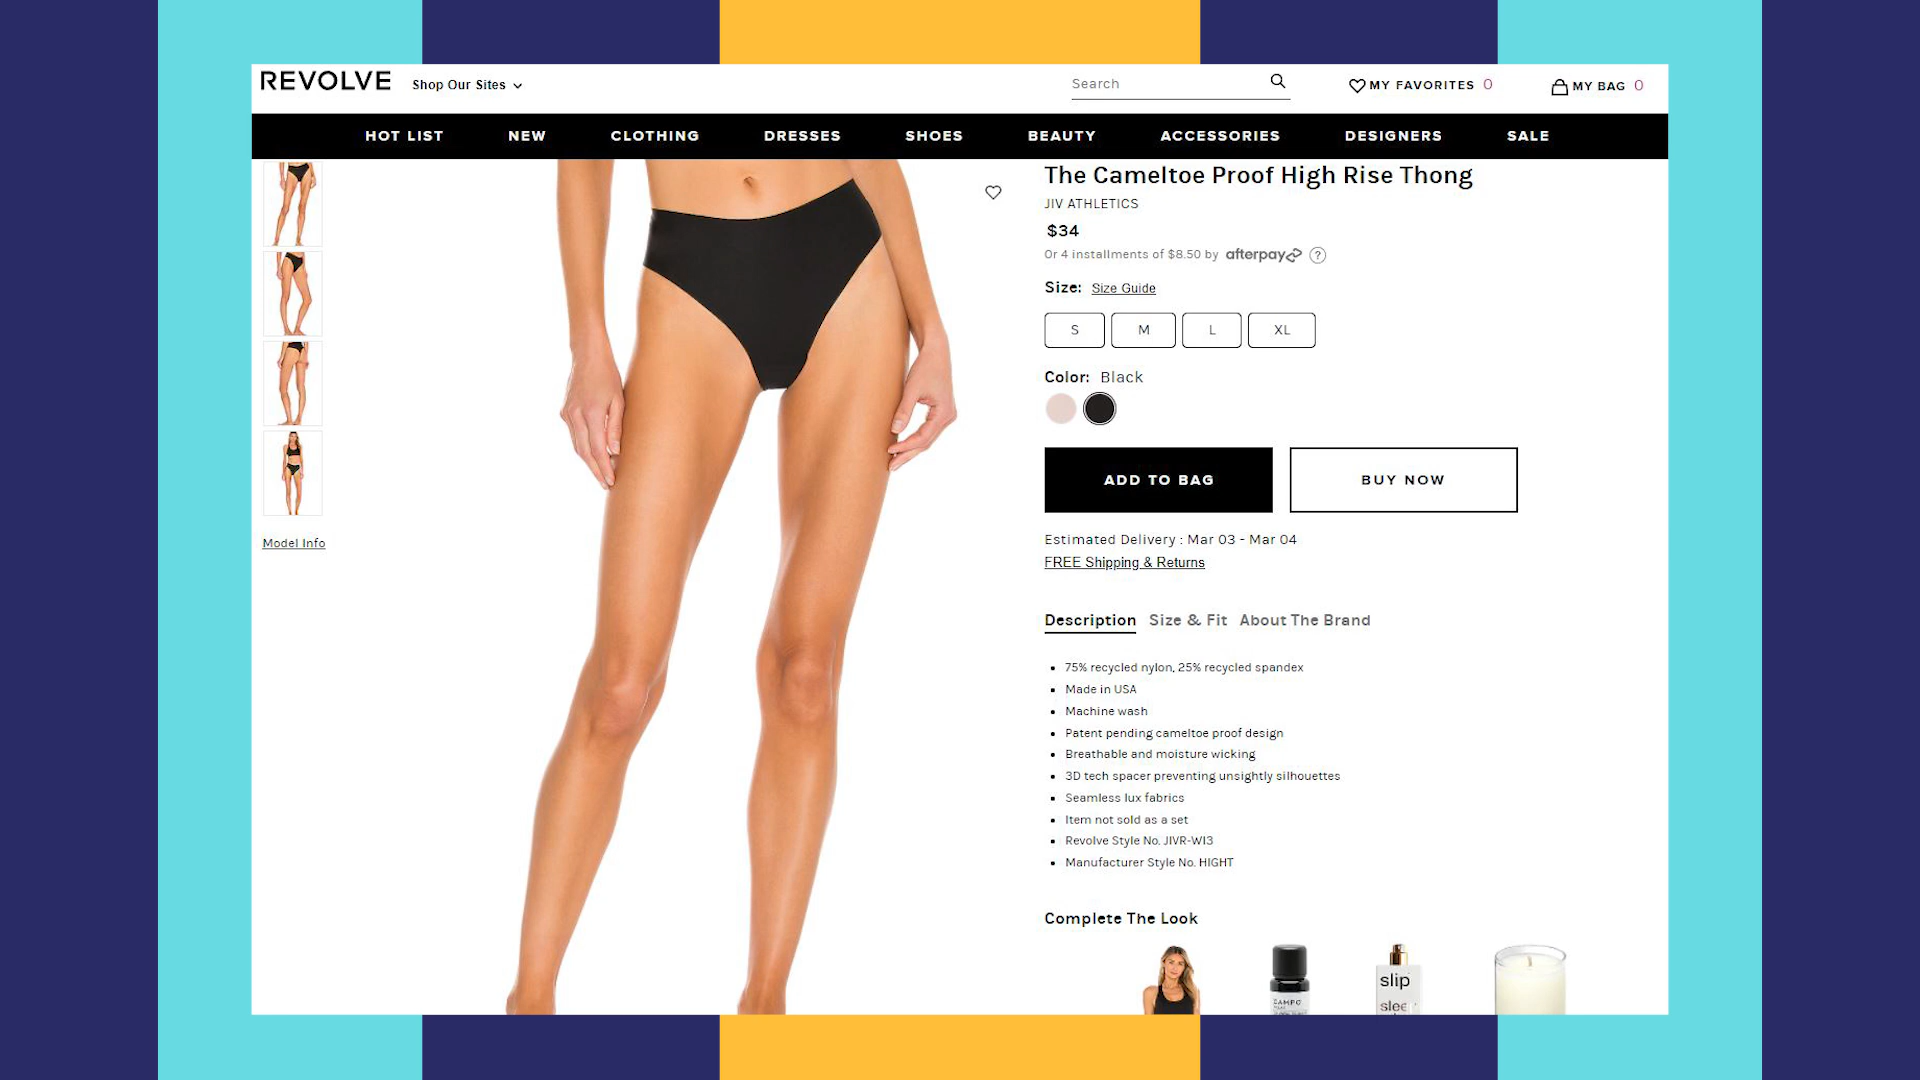 REVOLVE
Shop Our Sites
Search
MY FAVORITES 0
MY BAG 0
HOT LIST NEW CLOTHING DRESSES SHOES BEAUTY ACCESSORIES DESIGNERS SALE
Model Info
The Cameltoe Proof High Rise Thong
JIV ATHLETICS
$34
Or 4 installments of $8.50 by afterpay ?
Size: Size Guide
S M L XL
Color: Black
ADD TO BAG BUY NOW
Estimated Delivery : Mar 03 - Mar 04
FREE Shipping & Returns
Description Size & Fit About The Brand
75% recycled nylon, 25% recycled spandex
Made in USA
Machine wash
Patent pending cameltoe proof design
Breathable and moisture wicking
3D tech spacer preventing unsightly silhouettes
Seamless lux fabrics
Item not sold as a set
Revolve Style No. JIVR-WI3
Manufacturer Style No. HIGHT
Complete The Look
slip